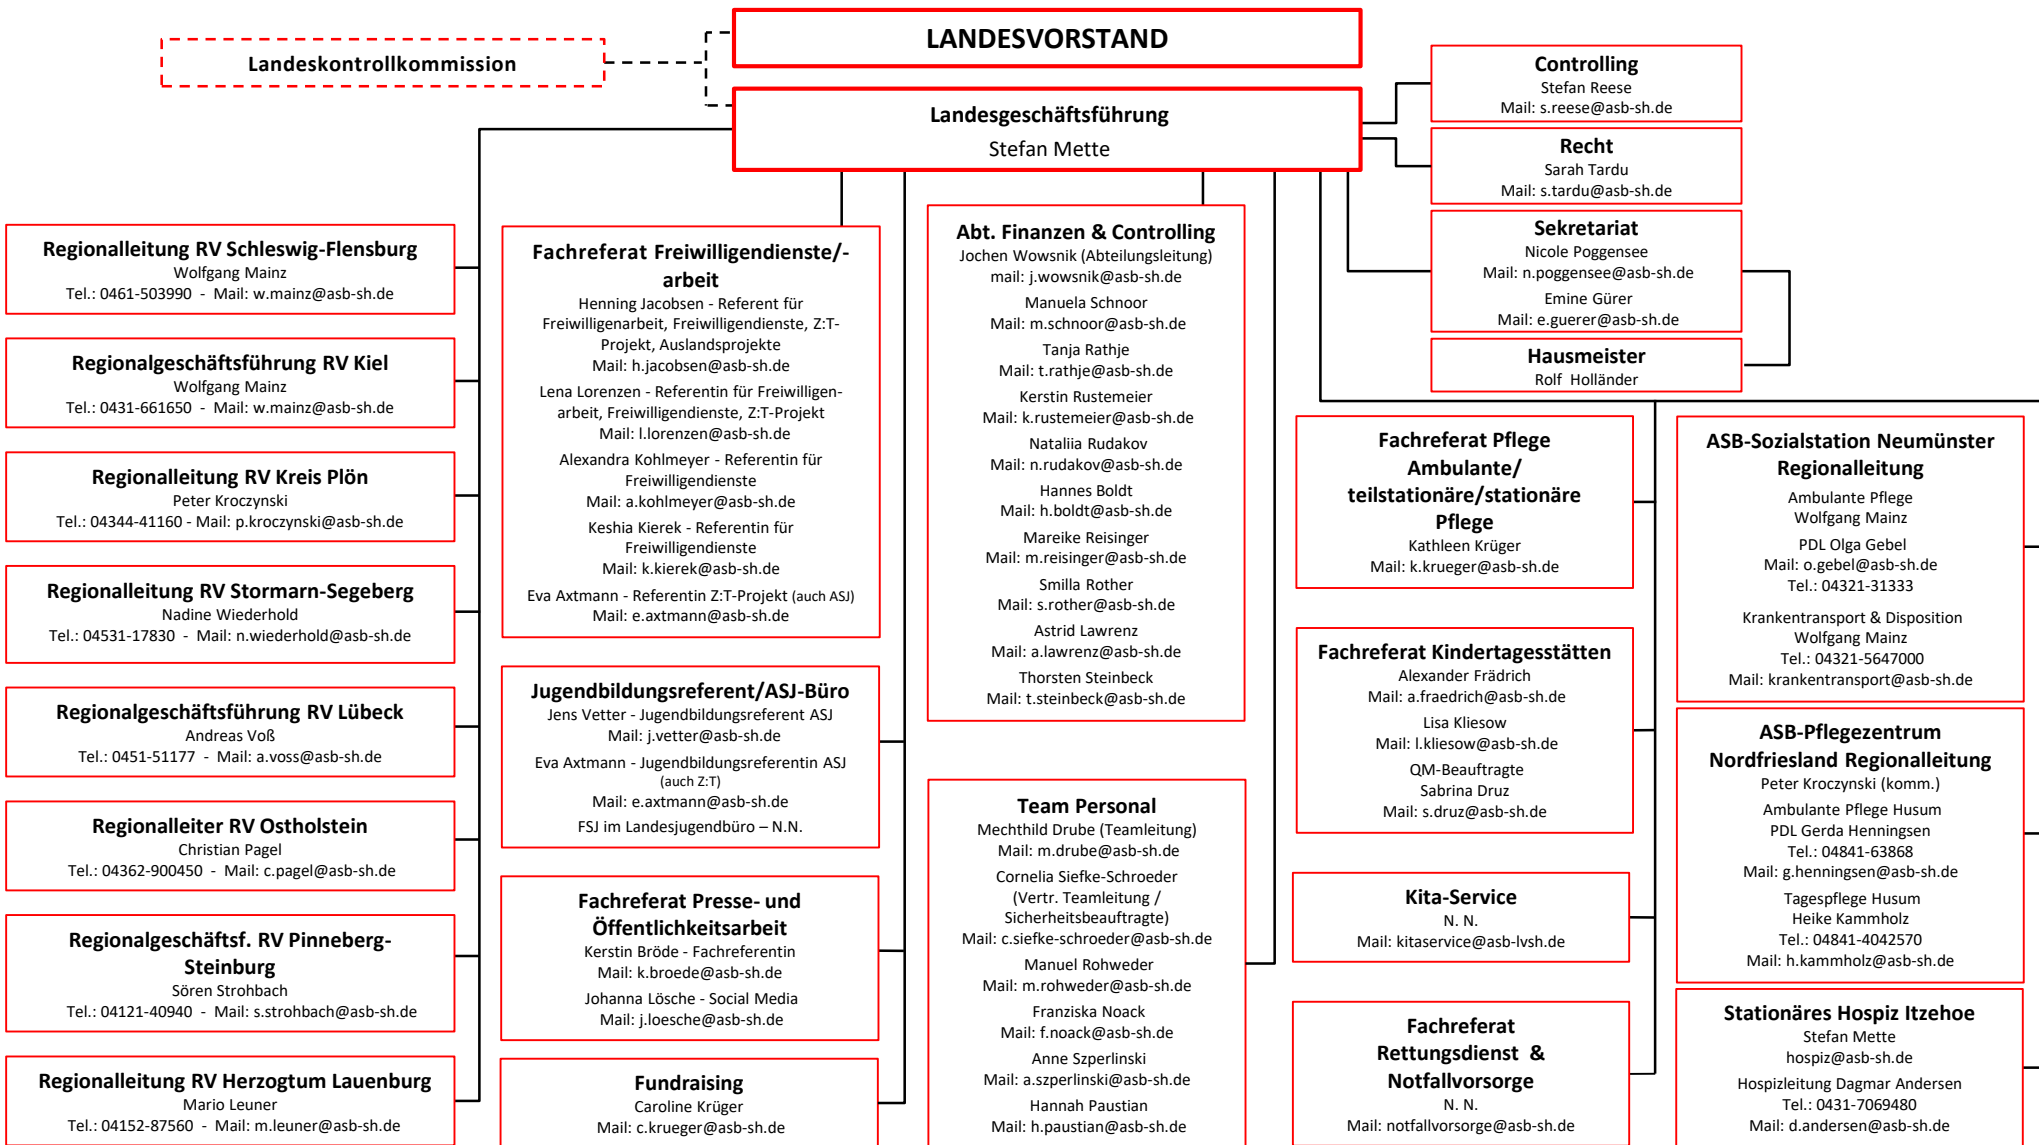 LANDESVORSTAND
Landeskontrollkommission
Landesgeschäftsführung
Stefan Mette
Controlling
Stefan Reese
Mail: s.reese@asb-sh.de
Recht
Sarah Tardu
Mail: s.tardu@asb-sh.de
Sekretariat
Nicole Poggensee
Mail: n.poggensee@asb-sh.de
Emine Gürer
Mail: e.guerer@asb-sh.de
Hausmeister
Rolf Holländer
Regionalleitung RV Schleswig-Flensburg
Wolfgang Mainz
Tel.: 0461-503990 - Mail: w.mainz@asb-sh.de
Regionalgeschäftsführung RV Kiel
Wolfgang Mainz
Tel.: 0431-661650 - Mail: w.mainz@asb-sh.de
Regionalleitung RV Kreis Plön
Peter Kroczynski
Tel.: 04344-41160 - Mail: p.kroczynski@asb-sh.de
Regionalleitung RV Stormarn-Segeberg
Nadine Wiederhold
Tel.: 04531-17830 - Mail: n.wiederhold@asb-sh.de
Regionalgeschäftsführung RV Lübeck
Andreas Voß
Tel.: 0451-51177 - Mail: a.voss@asb-sh.de
Regionalleiter RV Ostholstein
Christian Pagel
Tel.: 04362-900450 - Mail: c.pagel@asb-sh.de
Regionalgeschäftsf. RV Pinneberg-
Steinburg
Sören Strohbach
Tel.: 04121-40940 - Mail: s.strohbach@asb-sh.de
Regionalleitung RV Herzogtum Lauenburg
Mario Leuner
Tel.: 04152-87560 - Mail: m.leuner@asb-sh.de
Fachreferat Freiwilligendienste/-
arbeit
Henning Jacobsen - Referent für
Freiwilligenarbeit, Freiwilligendienste, Z:T-
Projekt, Auslandsprojekte
Mail: h.jacobsen@asb-sh.de
Lena Lorenzen - Referentin für Freiwilligen-
arbeit, Freiwilligendienste, Z:T-Projekt
Mail: l.lorenzen@asb-sh.de
Alexandra Kohlmeyer - Referentin für
Freiwilligendienste
Mail: a.kohlmeyer@asb-sh.de
Keshia Kierek - Referentin für
Freiwilligendienste
Mail: k.kierek@asb-sh.de
Eva Axtmann - Referentin Z:T-Projekt (auch ASJ)
Mail: e.axtmann@asb-sh.de
Jugendbildungsreferent/ASJ-Büro
Jens Vetter - Jugendbildungsreferent ASJ
Mail: j.vetter@asb-sh.de
Eva Axtmann - Jugendbildungsreferentin ASJ
(auch Z:T)
Mail: e.axtmann@asb-sh.de
FSJ im Landesjugendbüro – N.N.
Fachreferat Presse- und
Öffentlichkeitsarbeit
Kerstin Bröde - Fachreferentin
Mail: k.broede@asb-sh.de
Johanna Lösche - Social Media
Mail: j.loesche@asb-sh.de
Fundraising
Caroline Krüger
Mail: c.krueger@asb-sh.de
Abt. Finanzen & Controlling
Jochen Wowsnik (Abteilungsleitung)
mail: j.wowsnik@asb-sh.de
Manuela Schnoor
Mail: m.schnoor@asb-sh.de
Tanja Rathje
Mail: t.rathje@asb-sh.de
Kerstin Rustemeier
Mail: k.rustemeier@asb-sh.de
Nataliia Rudakov
Mail: n.rudakov@asb-sh.de
Hannes Boldt
Mail: h.boldt@asb-sh.de
Mareike Reisinger
Mail: m.reisinger@asb-sh.de
Smilla Rother
Mail: s.rother@asb-sh.de
Astrid Lawrenz
Mail: a.lawrenz@asb-sh.de
Thorsten Steinbeck
Mail: t.steinbeck@asb-sh.de
Team Personal
Mechthild Drube (Teamleitung)
Mail: m.drube@asb-sh.de
Cornelia Siefke-Schroeder
(Vertr. Teamleitung /
Sicherheitsbeauftragte)
Mail: c.siefke-schroeder@asb-sh.de
Manuel Rohweder
Mail: m.rohweder@asb-sh.de
Franziska Noack
Mail: f.noack@asb-sh.de
Anne Szperlinski
Mail: a.szperlinski@asb-sh.de
Hannah Paustian
Mail: h.paustian@asb-sh.de
Fachreferat Pflege
Ambulante/
teilstationäre/stationäre
Pflege
Kathleen Krüger
Mail: k.krueger@asb-sh.de
Fachreferat Kindertagesstätten
Alexander Frädrich
Mail: a.fraedrich@asb-sh.de
Lisa Kliesow
Mail: l.kliesow@asb-sh.de
QM-Beauftragte
Sabrina Druz
Mail: s.druz@asb-sh.de
Kita-Service
N. N.
Mail: kitaservice@asb-lvsh.de
Fachreferat
Rettungsdienst &
Notfallvorsorge
N. N.
Mail: notfallvorsorge@asb-sh.de
ASB-Sozialstation Neumünster
Regionalleitung
Ambulante Pflege
Wolfgang Mainz
PDL Olga Gebel
Mail: o.gebel@asb-sh.de
Tel.: 04321-31333
Krankentransport & Disposition
Wolfgang Mainz
Tel.: 04321-5647000
Mail: krankentransport@asb-sh.de
ASB-Pflegezentrum
Nordfriesland Regionalleitung
Peter Kroczynski (komm.)
Ambulante Pflege Husum
PDL Gerda Henningsen
Tel.: 04841-63868
Mail: g.henningsen@asb-sh.de
Tagespflege Husum
Heike Kammholz
Tel.: 04841-4042570
Mail: h.kammholz@asb-sh.de
Stationäres Hospiz Itzehoe
Stefan Mette
hospiz@asb-sh.de
Hospizleitung Dagmar Andersen
Tel.: 0431-7069480
Mail: d.andersen@asb-sh.de